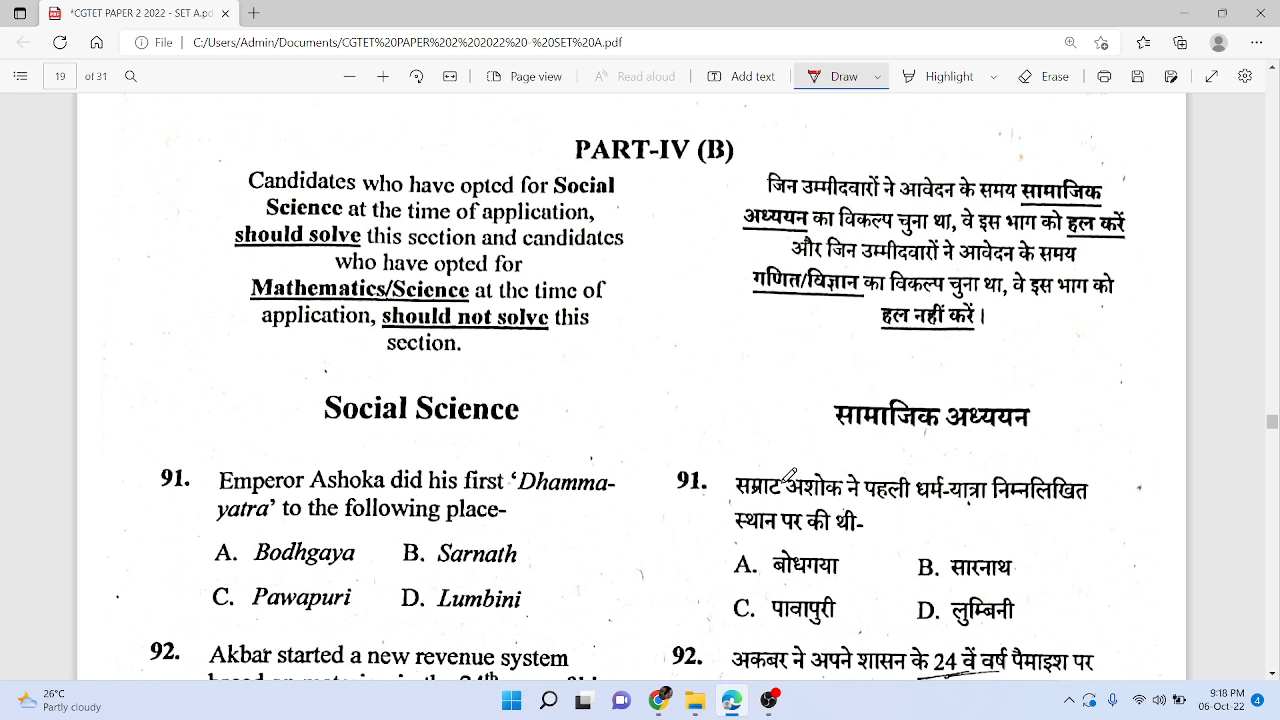 *CGTET PAPER 2 2022 - SET A.pdf
File
C:/Users/Admin/Documents/CGTET%20PAPER%202%202022%20-%20SET%20A.pdf
19 of 31
Page view
Read aloud
Add text
Draw
Highlight
Erase
PART-IV (B)
Candidates who have opted for Social
Science at the time of application,
should solve this section and candidates
who have opted for
Mathematics/Science at the time of
application, should not solve this
section.
जिन उम्मीदवारों ने आवेदन के समय सामाजिक
अध्ययन का विकल्प चुना था, वे इस भाग को हल करें
और जिन उम्मीदवारों ने आवेदन के समय
गणित/विज्ञान का विकल्प चुना था, वे इस भाग को
हल नहीं करें।
Social Science
सामाजिक अध्ययन
91. Emperor Ashoka did his first ‘Dhamma-
yatra’ to the following place-
A. Bodhgaya B. Sarnath
C. Pawapuri D. Lumbini
91. सम्राट अशोक ने पहली धर्म-यात्रा निम्नलिखित
स्थान पर की थी-
A. बोधगया B. सारनाथ
C. पावापुरी D. लुम्बिनी
92. Akbar started a new revenue system
92. अकबर ने अपने शासन के 24 वें वर्ष पैमाइश पर
26°C
Partly cloudy
9:18 PM
06-Oct-22
4